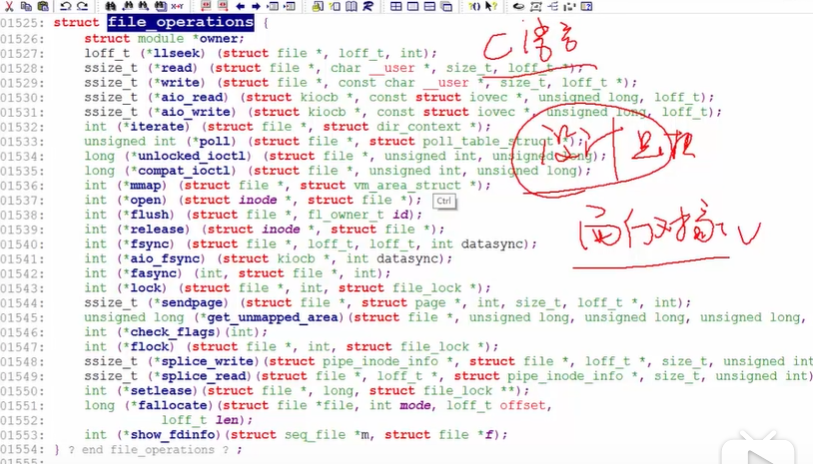 01525: struct file_operations {
01526: struct module *owner;
01527: loff_t (*llseek) (struct file *, loff_t, int);
01528: ssize_t (*read) (struct file *, char __user *, size_t, loff_t *);
01529: ssize_t (*write) (struct file *, const char __user *, size_t, loff_t *);
01530: ssize_t (*aio_read) (struct kiocb *, const struct iovec *, unsigned long, loff_t);
01531: ssize_t (*aio_write) (struct kiocb *, const struct iovec *, unsigned long, loff_t);
01532: int (*iterate) (struct file *, struct dir_context *);
01533: unsigned int (*poll) (struct file *, struct poll_table_struct *);
01534: long (*unlocked_ioctl) (struct file *, unsigned int, unsigned long);
01535: long (*compat_ioctl) (struct file *, unsigned int, unsigned long);
01536: int (*mmap) (struct file *, struct vm_area_struct *);
01537: int (*open) (struct inode *, struct file *);
01538: int (*flush) (struct file *, fl_owner_t id);
01539: int (*release) (struct inode *, struct file *);
01540: int (*fsync) (struct file *, loff_t, loff_t, int datasync);
01541: int (*aio_fsync) (struct kiocb *, int datasync);
01542: int (*fasync) (int, struct file *, int);
01543: int (*lock) (struct file *, int, struct file_lock *);
01544: ssize_t (*sendpage) (struct file *, struct page *, int, size_t, loff_t *, int);
01545: unsigned long (*get_unmapped_area)(struct file *, unsigned long, unsigned long, unsigned long,
01546: int (*check_flags)(int);
01547: int (*flock) (struct file *, int, struct file_lock *);
01548: ssize_t (*splice_write)(struct pipe_inode_info *, struct file *, loff_t *, size_t, unsigned int
01549: ssize_t (*splice_read)(struct file *, loff_t *, struct pipe_inode_info *, size_t, unsigned int)
01550: int (*setlease)(struct file *, long, struct file_lock **);
01551: long (*fallocate)(struct file *file, int mode, loff_t offset,
01552: loff_t len);
01553: int (*show_fdinfo)(struct seq_file *m, struct file *f);
01554: } ? end file_operations ? ;
C语言
设计
面向对象
Ctrl